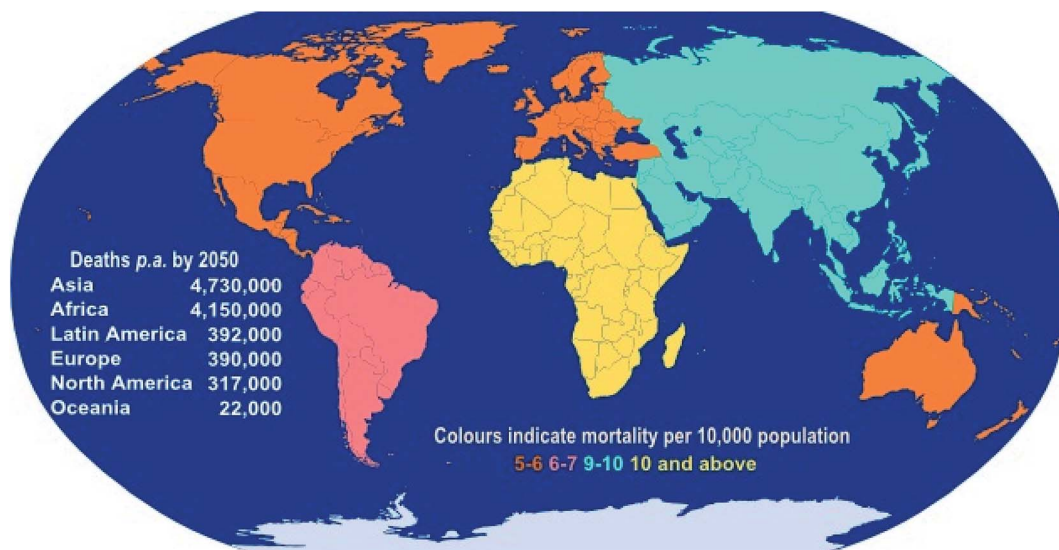 Deaths p.a. by 2050
Asia 4,730,000
Africa 4,150,000
Latin America 392,000
Europe 390,000
North America 317,000
Oceania 22,000
Colours indicate mortality per 10,000 population
5-6 6-7 9-10 10 and above